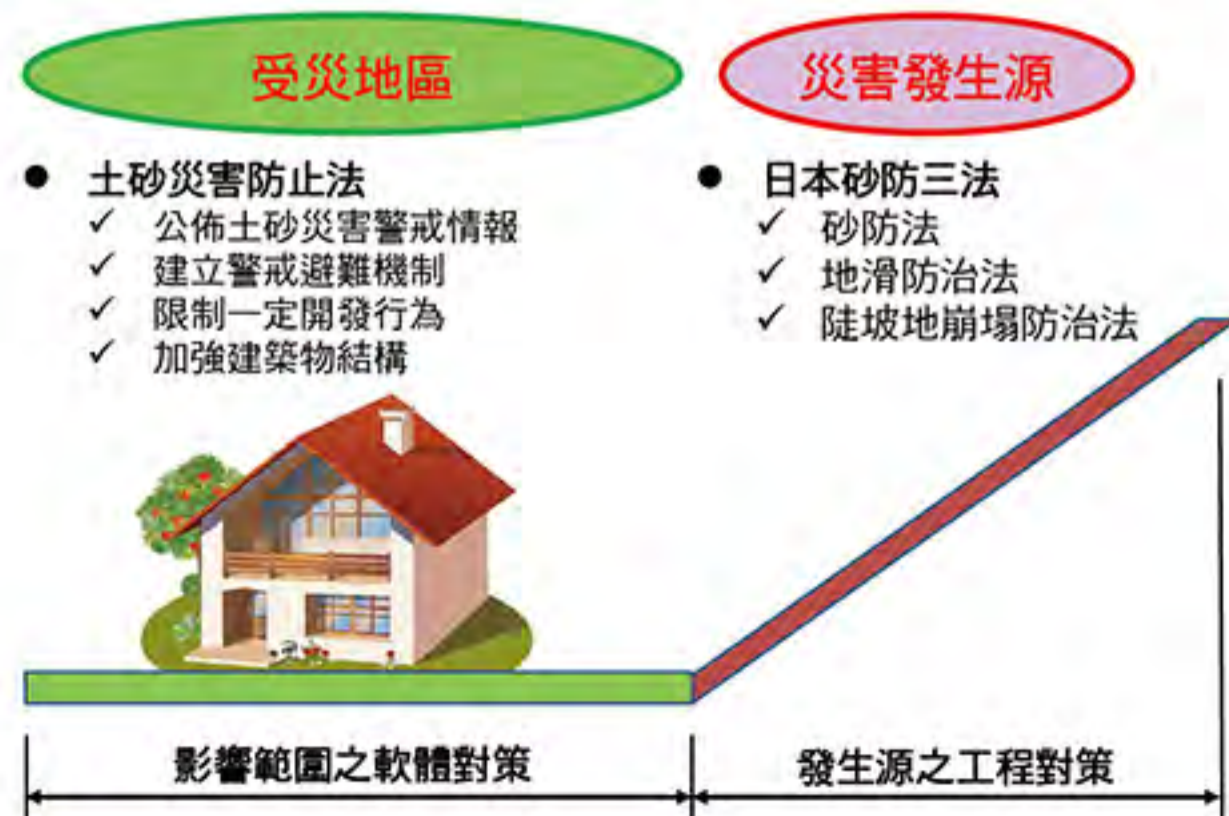 受災地區
● 土砂災害防止法
✓ 公佈土砂災害警戒情報
✓ 建立警戒避難機制
✓ 限制一定開發行為
✓ 加強建築物結構
災害發生源
● 日本砂防三法
✓ 砂防法
✓ 地滑防治法
✓ 陡坡地崩塌防治法
影響範圍之軟體對策
發生源之工程對策